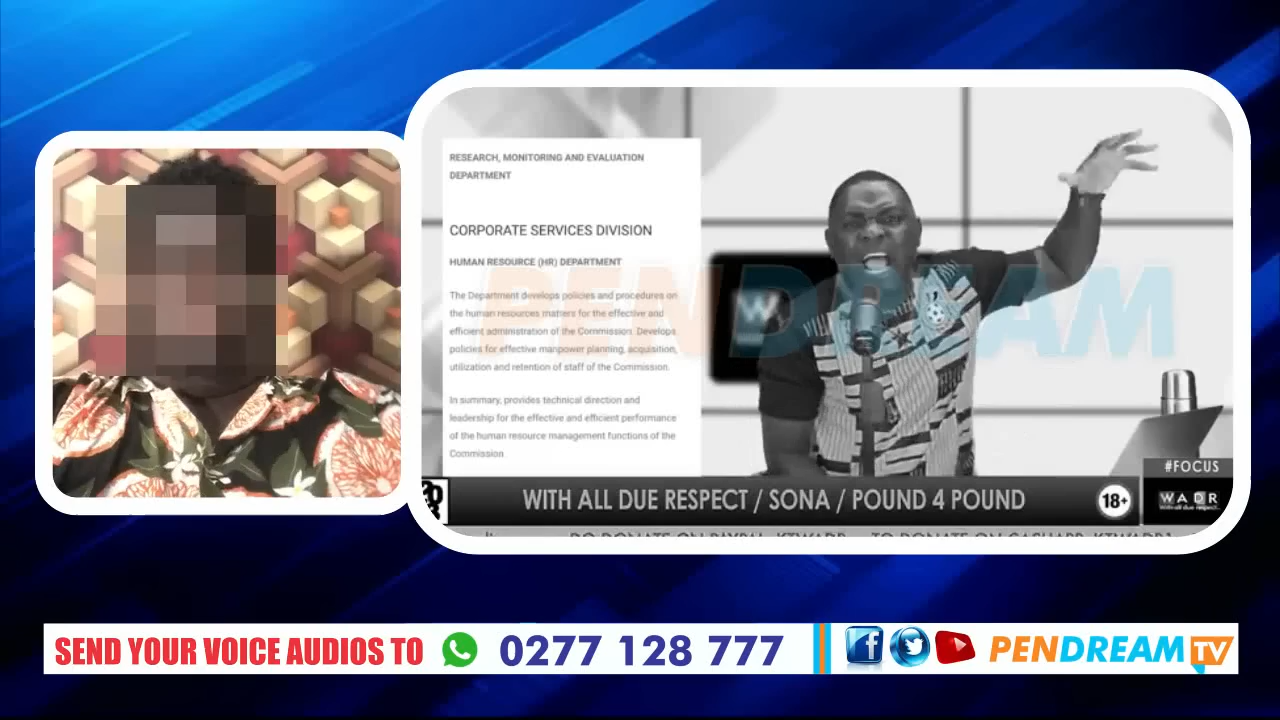 RESEARCH, MONITORING AND EVALUATION
DEPARTMENT
CORPORATE SERVICES DIVISION
HUMAN RESOURCE (HR) DEPARTMENT
The Department develops policies and procedures on
the human resources matters for the effective and
efficient administration of the Commission. Develops
policies for effective manpower planning, acquisition,
utilization and retention of staff of the Commission.
In summary, provides technical direction and
leadership for the effective and efficient performance
of the human resource management functions of the
Commission.
PENDREAM
W
#FOCUS
WITH ALL DUE RESPECT / SONA / POUND 4 POUND
18+
WADR
With all due respect..
SEND YOUR VOICE AUDIOS TO 0277 128 777
PENDREAM TV